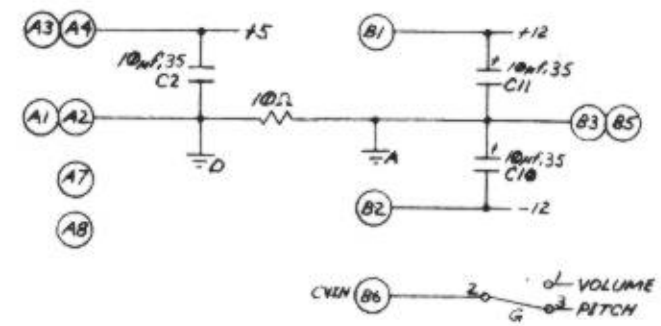 A3 A4 +5 B1 +12
10µf,35 + 10µf,35
C2 C11
A1 A2 10Ω B3 B5
D A
A7 + 10µf,35
C10
A8 B2 -12
1 VOLUME
CVIN B6 2 3 PITCH
G